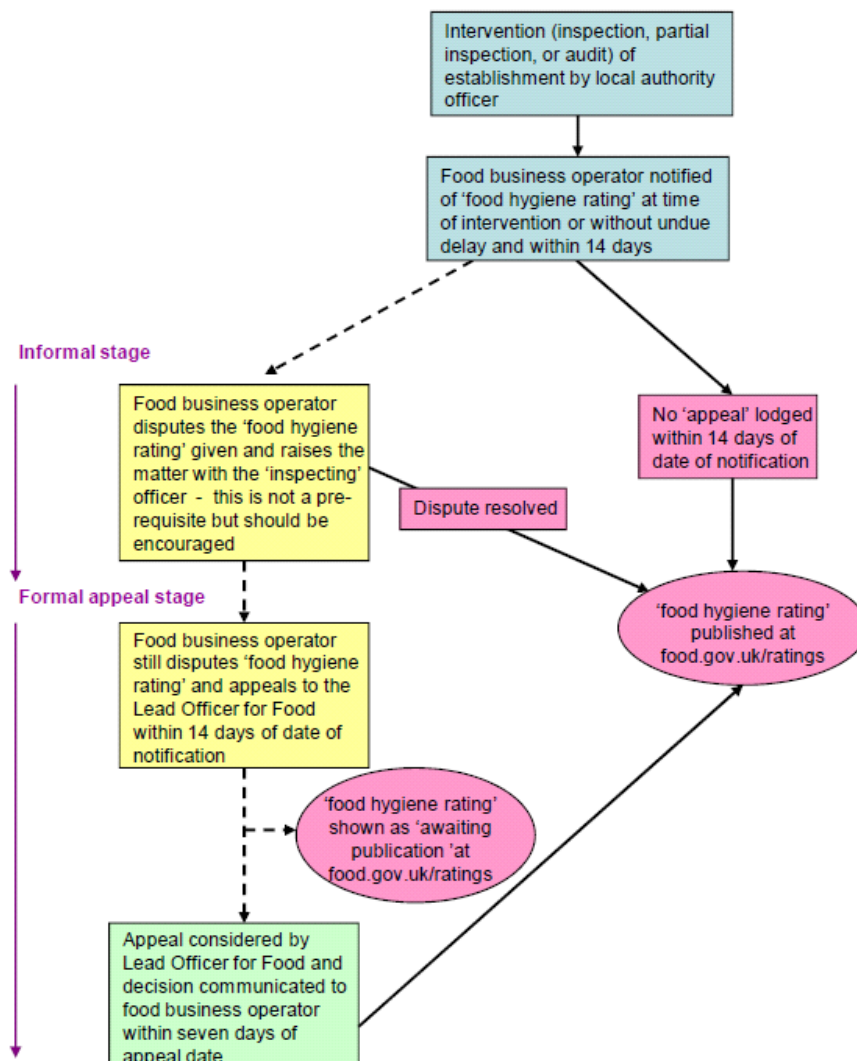 Intervention (inspection, partial
inspection, or audit) of
establishment by local authority
officer
Food business operator notified
of ‘food hygiene rating’ at time
of intervention or without undue
delay and within 14 days
Informal stage
Food business operator
disputes the ‘food hygiene
rating’ given and raises the
matter with the ‘inspecting’
officer - this is not a pre-
requisite but should be
encouraged
No ‘appeal’ lodged
within 14 days of
date of notification
Dispute resolved
Formal appeal stage
‘food hygiene rating’
published at
food.gov.uk/ratings
Food business operator
still disputes ‘food hygiene
rating’ and appeals to the
Lead Officer for Food
within 14 days of date of
notification
‘food hygiene rating’
shown as ‘awaiting
publication ’at
food.gov.uk/ratings
Appeal considered by
Lead Officer for Food and
decision communicated to
food business operator
within seven days of
appeal date